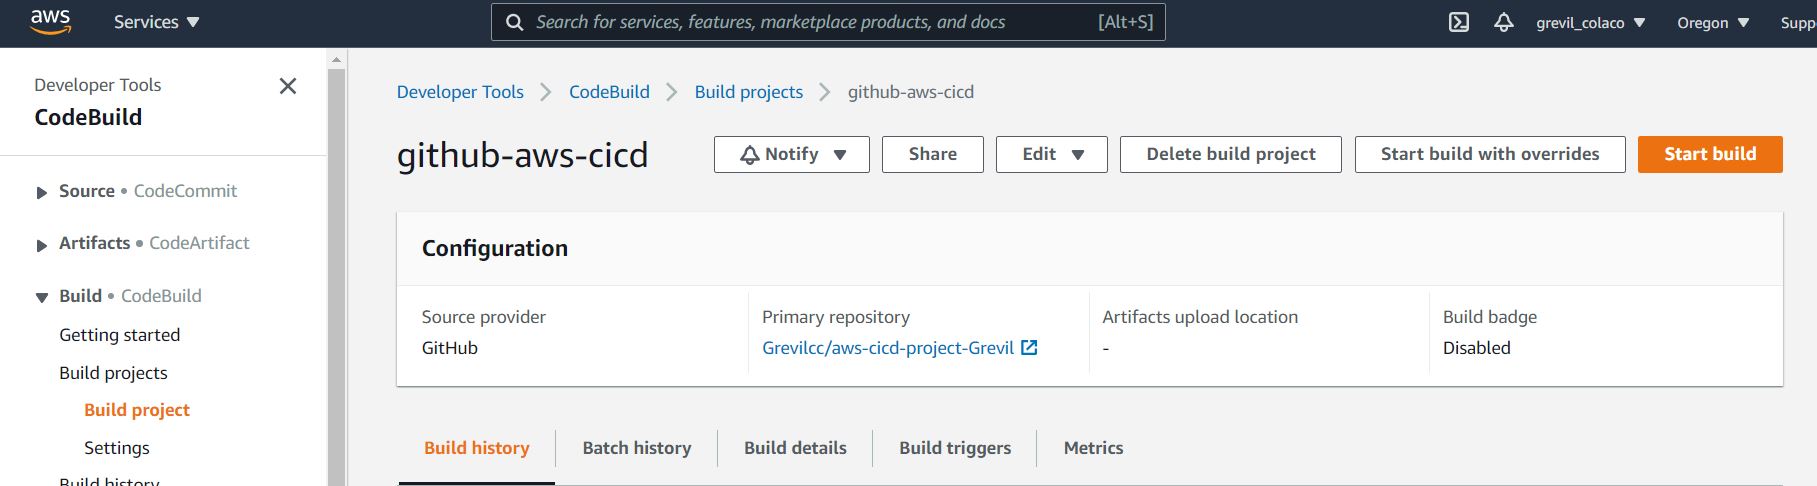 aws
Services
Search for services, features, marketplace products, and docs [Alt+S]
grevil_colaco
Oregon
Supp
Developer Tools
CodeBuild
Source • CodeCommit
Artifacts • CodeArtifact
Build • CodeBuild
Getting started
Build projects
Build project
Settings
Build history
Developer Tools > CodeBuild > Build projects > github-aws-cicd
github-aws-cicd
Notify
Share
Edit
Delete build project
Start build with overrides
Start build
Configuration
Source provider
GitHub
Primary repository
Grevilcc/aws-cicd-project-Grevil
Artifacts upload location
-
Build badge
Disabled
Build history
Batch history
Build details
Build triggers
Metrics